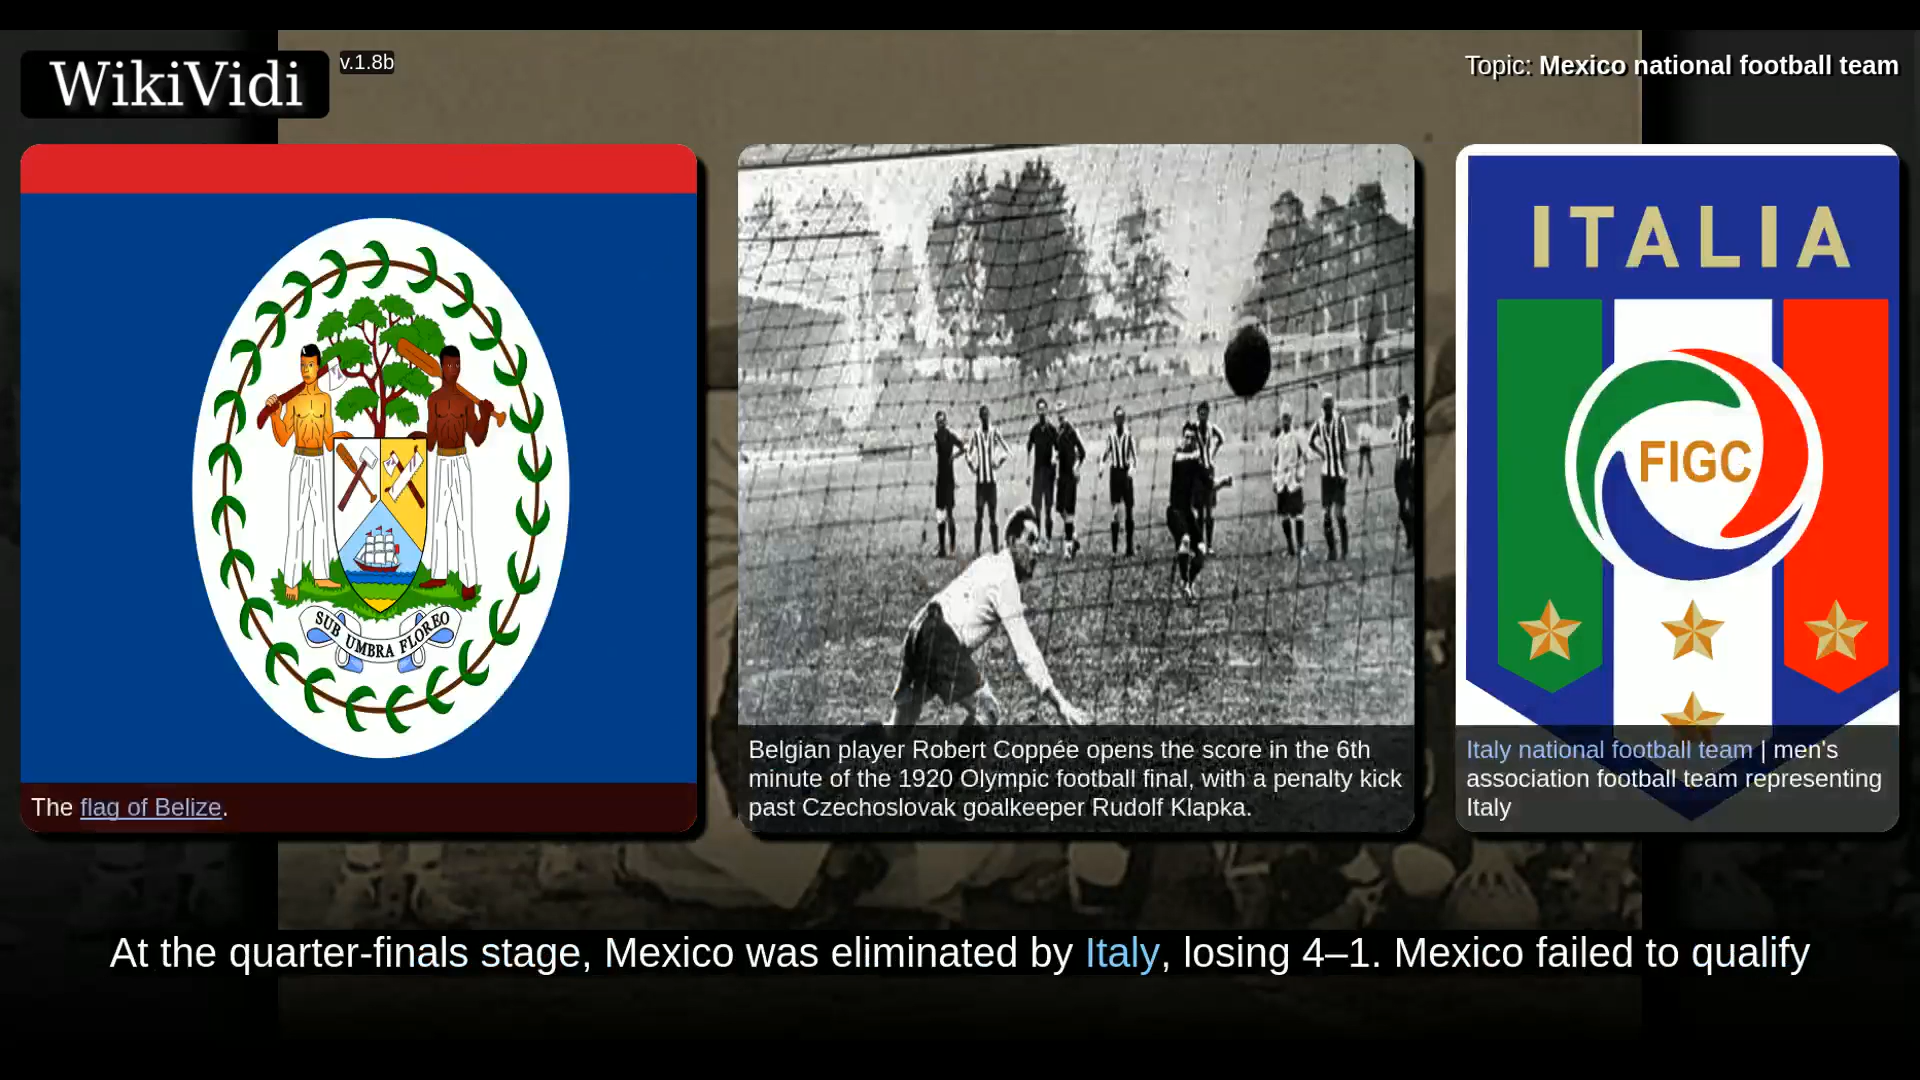 WikiVidi
v.1.8b
Topic: Mexico national football team
SUB UMBRA FLOREO
The flag of Belize.
Belgian player Robert Coppée opens the score in the 6th
minute of the 1920 Olympic football final, with a penalty kick
past Czechoslovak goalkeeper Rudolf Klapka.
ITALIA
FIGC
Italy national football team | men's
association football team representing
Italy
At the quarter-finals stage, Mexico was eliminated by Italy, losing 4–1. Mexico failed to qualify